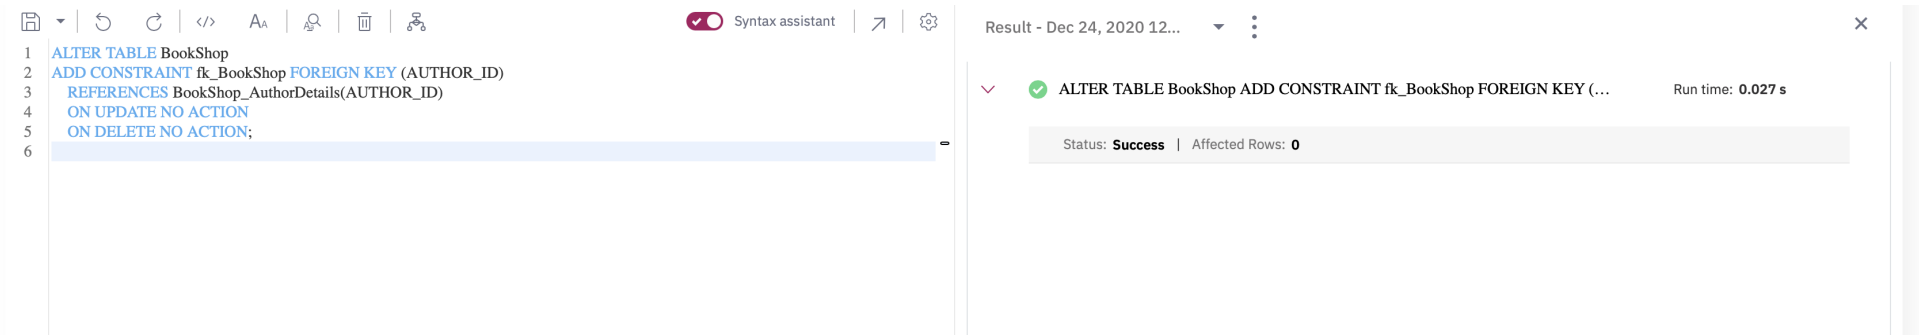 </> AA Syntax assistant
1 ALTER TABLE BookShop
2 ADD CONSTRAINT fk_BookShop FOREIGN KEY (AUTHOR_ID)
3 REFERENCES BookShop_AuthorDetails(AUTHOR_ID)
4 ON UPDATE NO ACTION
5 ON DELETE NO ACTION;
6
Result - Dec 24, 2020 12...
ALTER TABLE BookShop ADD CONSTRAINT fk_BookShop FOREIGN KEY (... Run time: 0.027 s
Status: Success | Affected Rows: 0